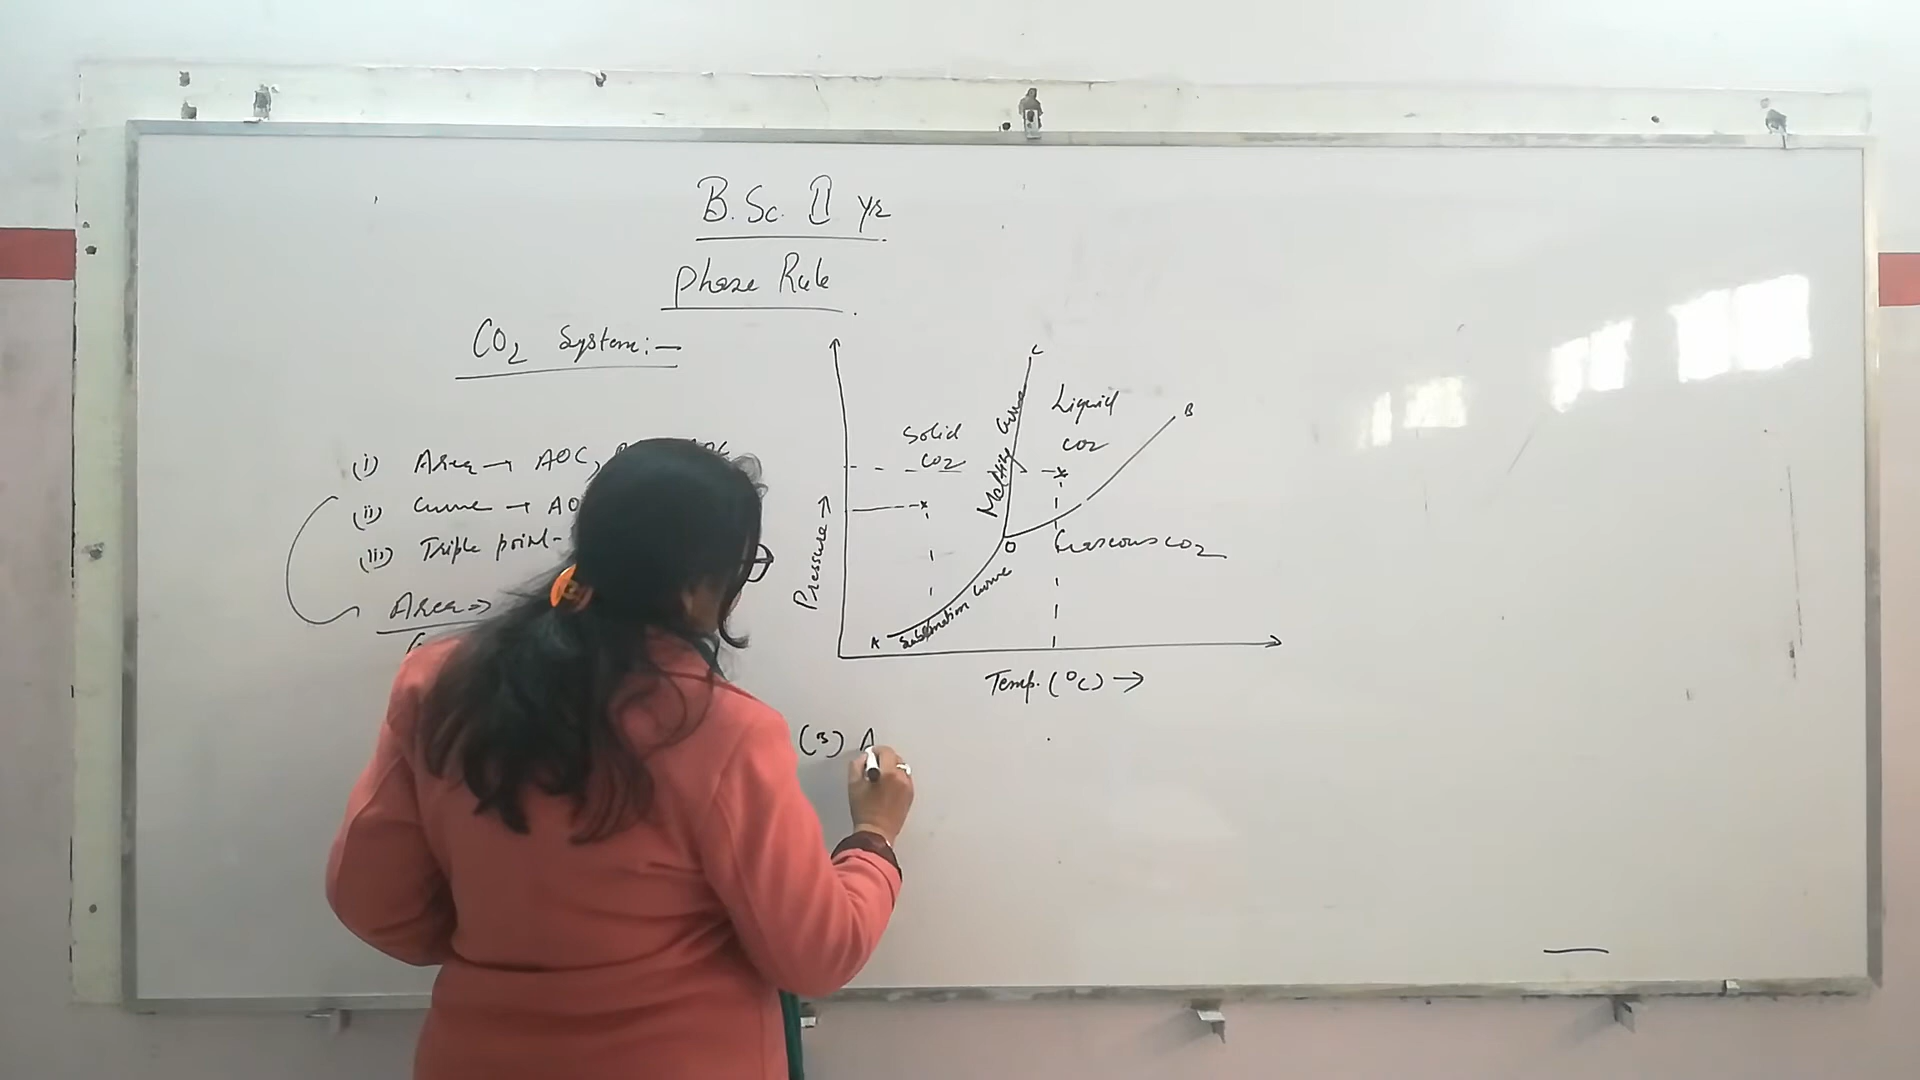 B.Sc. II yr
Phase Rule
CO2 System:-
(i) Area → AOC,
(ii) Curve → AO
(iii) Triple point-
Area ⇒
Pressure →
Solid
CO2
Melting Curve
C
Liquid
CO2
B
O
Gaseous CO2
A
Sublimation Curve
Temp. (°C) →
(3) A